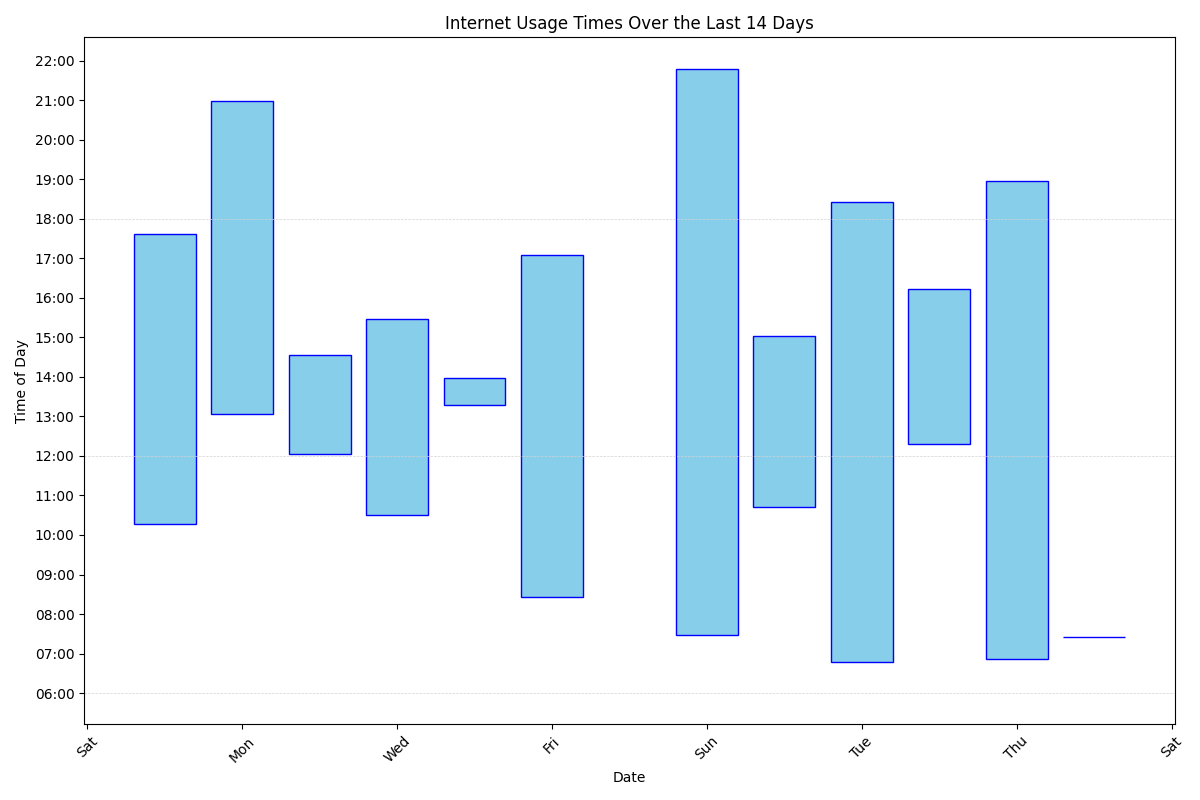 Internet Usage Times Over the Last 14 Days
Time of Day
22:00
21:00
20:00
19:00
18:00
17:00
16:00
15:00
14:00
13:00
12:00
11:00
10:00
09:00
08:00
07:00
06:00
Sat
Mon
Wed
Fri
Sun
Tue
Thu
Sat
Date